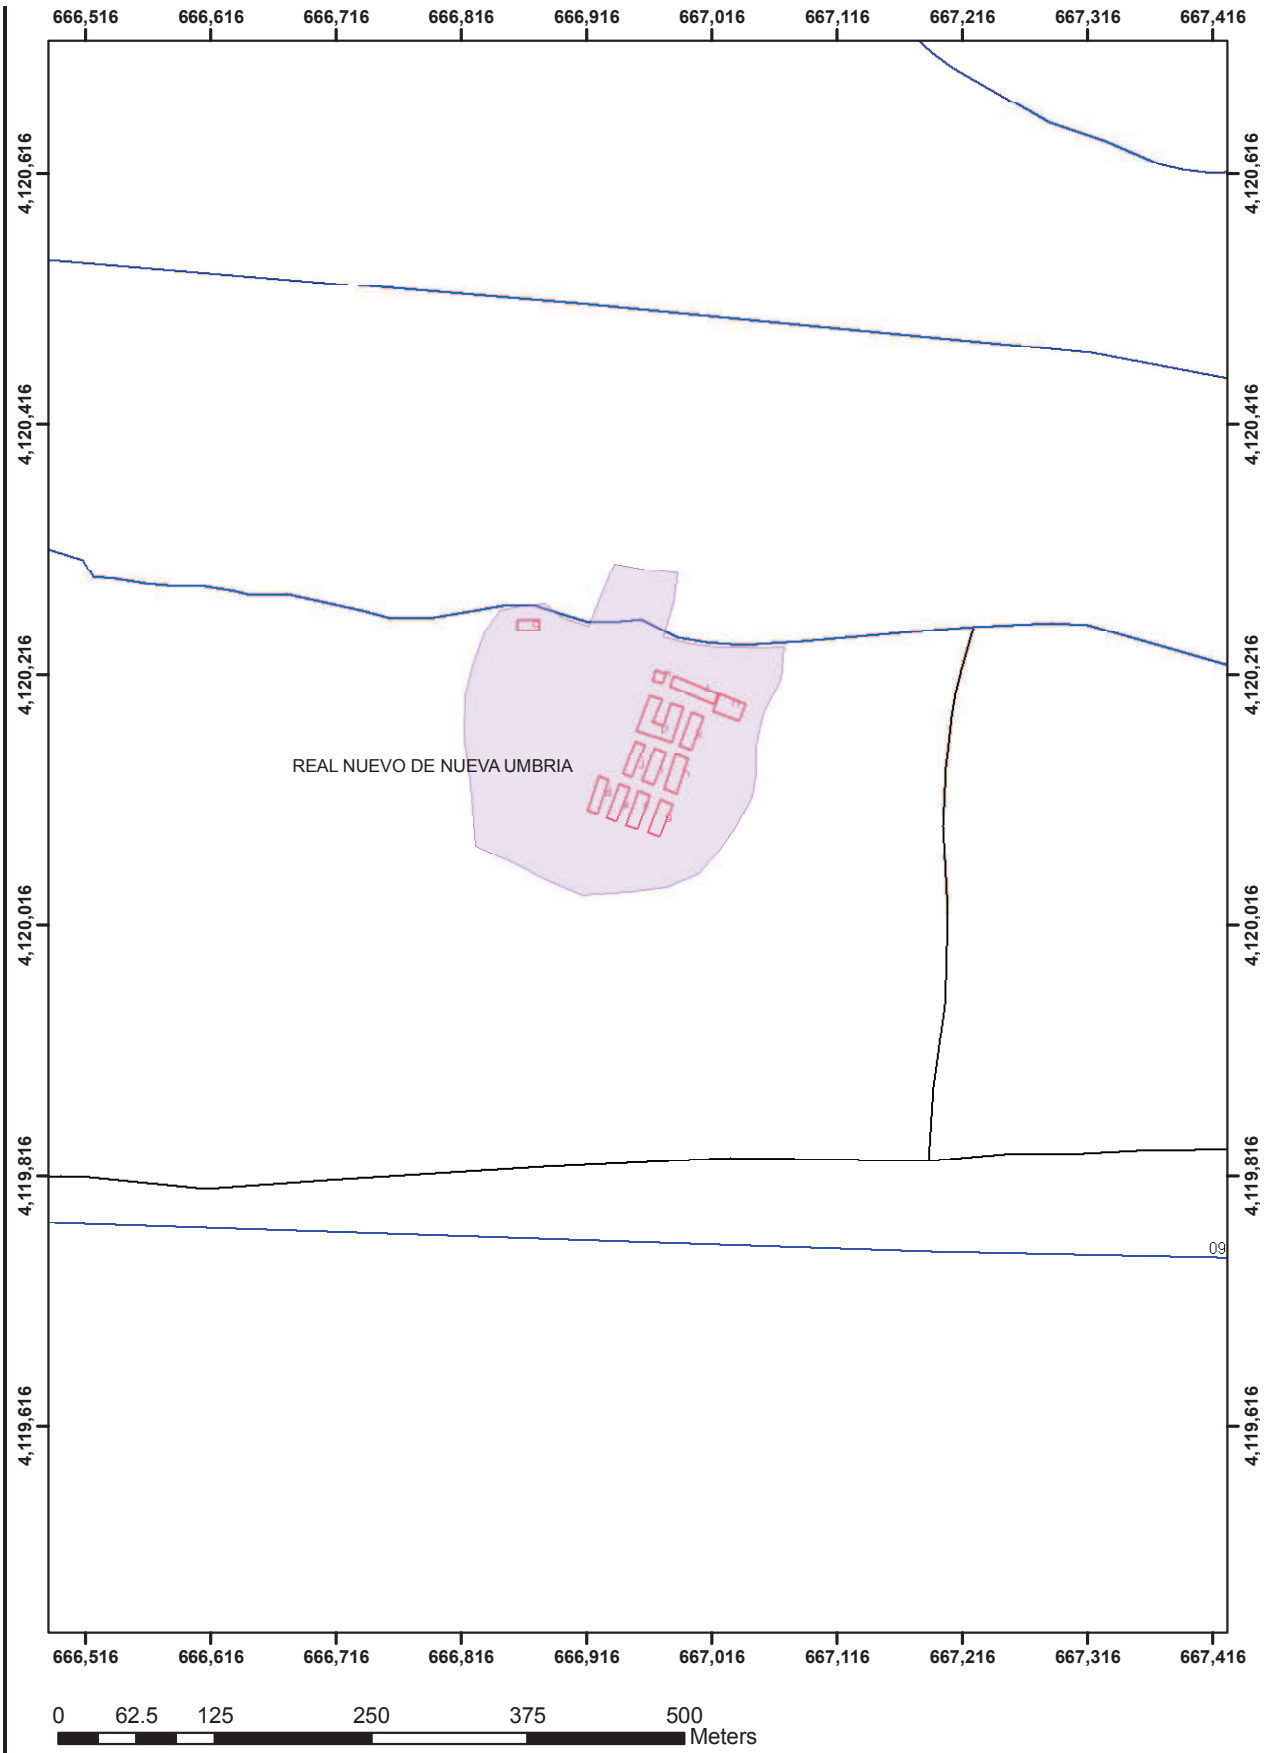 666,516 666,616 666,716 666,816 666,916 667,016 667,116 667,216 667,316 667,416
4,120,616 4,120,616
4,120,416 4,120,416
4,120,216 4,120,216
REAL NUEVO DE NUEVA UMBRIA
4,120,016 4,120,016
4,119,816 4,119,816
09
4,119,616 4,119,616
666,516 666,616 666,716 666,816 666,916 667,016 667,116 667,216 667,316 667,416
0 62.5 125 250 375 500
Meters